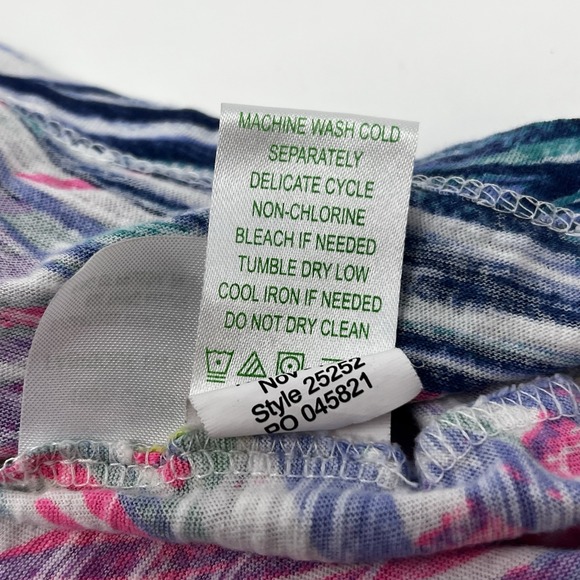 MACHINE WASH COLD
SEPARATELY
DELICATE CYCLE
NON-CHLORINE
BLEACH IF NEEDED
TUMBLE DRY LOW
COOL IRON IF NEEDED
DO NOT DRY CLEAN
Nov
Style 25252
PO 045821